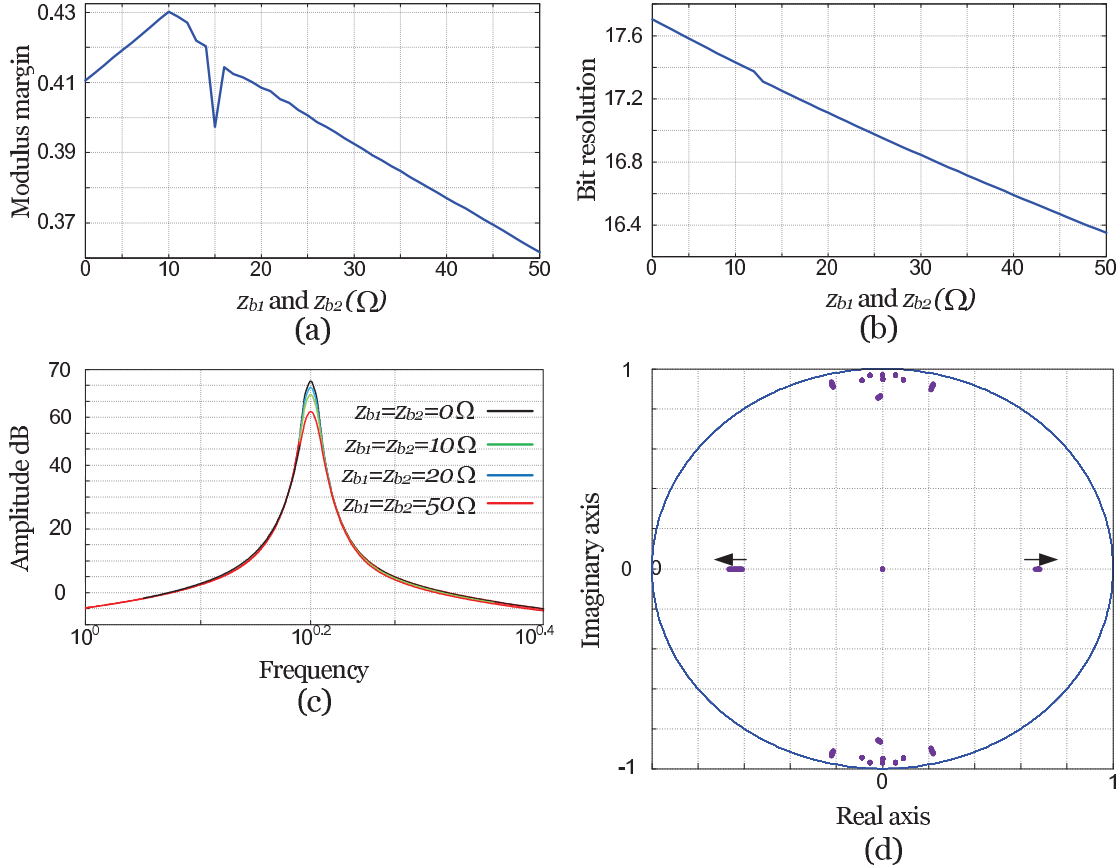 0.43
0.41
0.39
0.37
Modulus margin
0 10 20 30 40 50
zb1 and zb2 (Ω)
(a)
17.6
17.2
16.8
16.4
Bit resolution
0 10 20 30 40 50
zb1 and zb2 (Ω)
(b)
70
60
40
20
0
Amplitude dB
zb1=zb2=0Ω
zb1=zb2=10Ω
zb1=zb2=20Ω
zb1=zb2=50Ω
10^0 10^0.2 10^0.4
Frequency
(c)
1
0 0
-1
Imaginary axis
0 1
Real axis
(d)